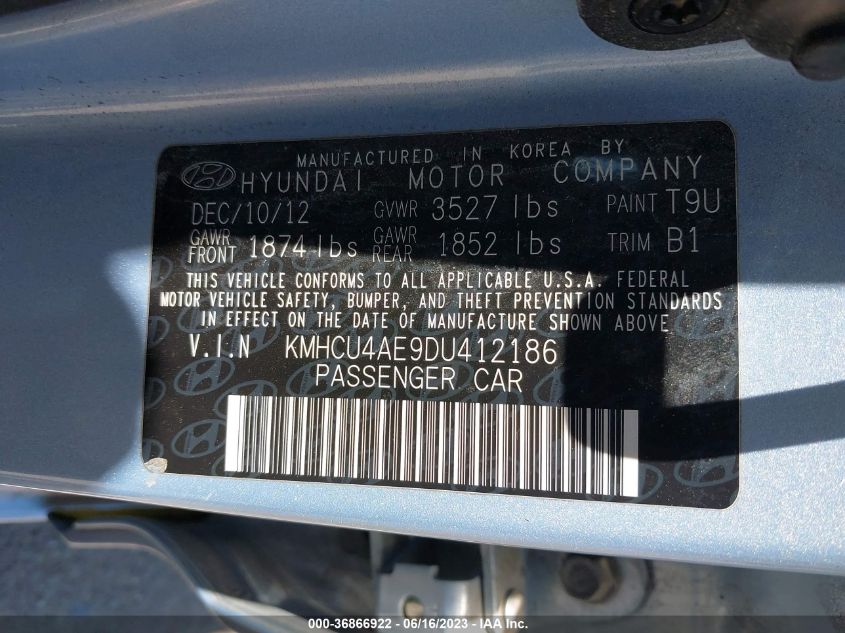 MANUFACTURED IN KOREA BY
HYUNDAI MOTOR COMPANY
DEC/10/12 GVWR 3527 lbs PAINT T9U
GAWR FRONT 1874 lbs GAWR REAR 1852 lbs TRIM B1
THIS VEHICLE CONFORMS TO ALL APPLICABLE U.S.A. FEDERAL
MOTOR VEHICLE SAFETY, BUMPER, AND THEFT PREVENTION STANDARDS
IN EFFECT ON THE DATE OF MANUFACTURE SHOWN ABOVE
V.I.N KMHCU4AE9DU412186
PASSENGER CAR
000-36866922 - 06/16/2023 - © IAA Inc.